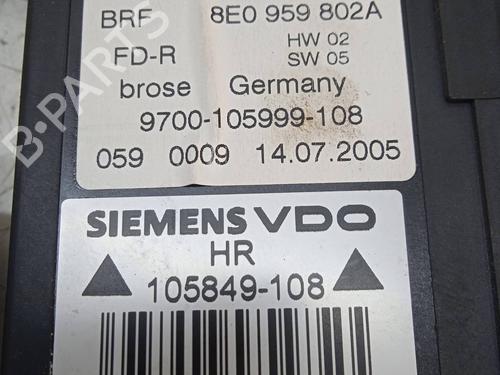 BRF 8E0 959 802A
FD-R HW 02
SW 05
brose Germany
9700-105999-108
059 0009 14.07.2005
SIEMENS VDO
HR
105849-108
B-PARTS